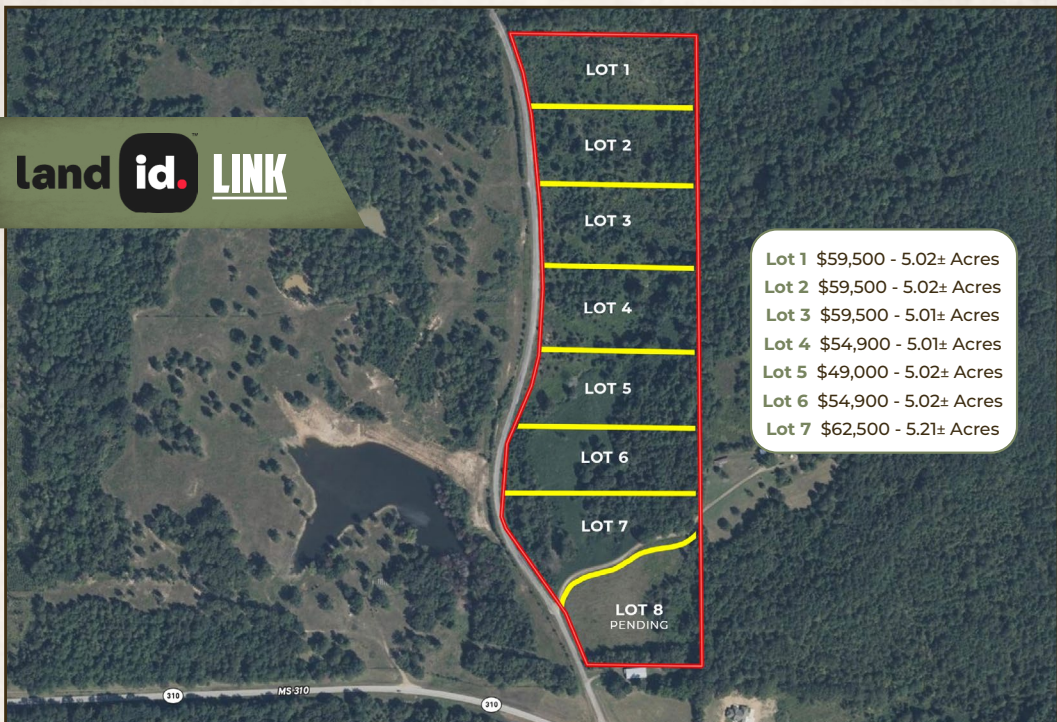 land id.™ LINK
LOT 1
LOT 2
LOT 3
LOT 4
LOT 5
LOT 6
LOT 7
LOT 8
PENDING
Lot 1 $59,500 - 5.02± Acres
Lot 2 $59,500 - 5.02± Acres
Lot 3 $59,500 - 5.01± Acres
Lot 4 $54,900 - 5.01± Acres
Lot 5 $49,000 - 5.02± Acres
Lot 6 $54,900 - 5.02± Acres
Lot 7 $62,500 - 5.21± Acres
310
MS 310
310